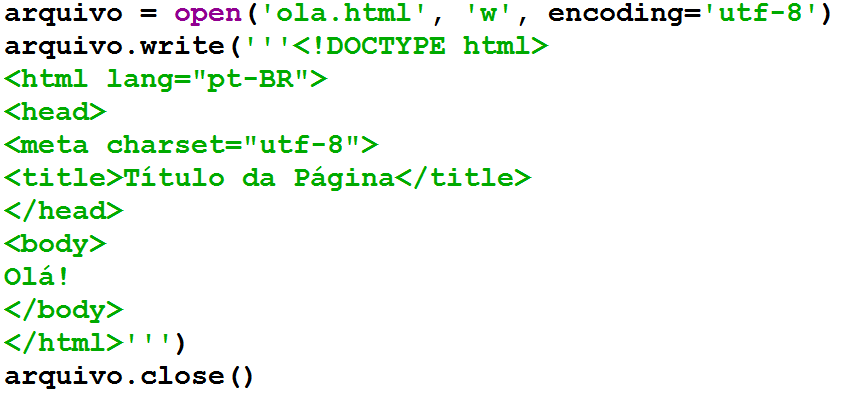 arquivo = open('ola.html', 'w', encoding='utf-8')
arquivo.write('''<!DOCTYPE html>
<html lang="pt-BR">
<head>
<meta charset="utf-8">
<title>Título da Página</title>
</head>
<body>
Olá!
</body>
</html>''')
arquivo.close()